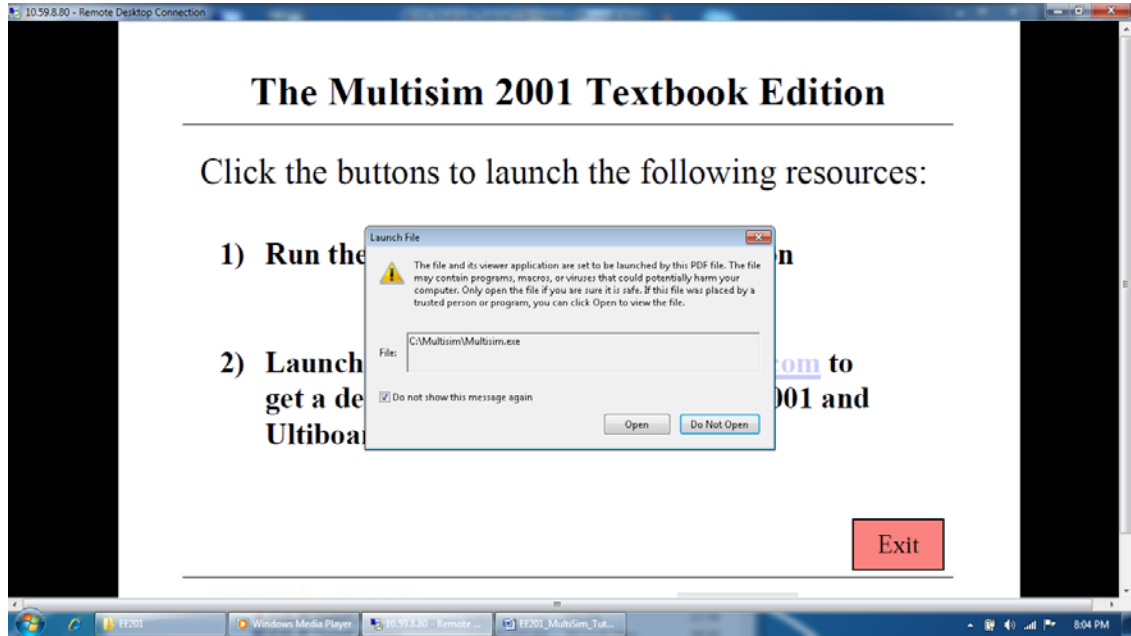 10.59.8.80 - Remote Desktop Connection
The Multisim 2001 Textbook Edition
Click the buttons to launch the following resources:
1) Run the
n
Launch File
The file and its viewer application are set to be launched by this PDF file. The file
may contain programs, macros, or viruses that could potentially harm your
computer. Only open the file if you are sure it is safe. If this file was placed by a
trusted person or program, you can click Open to view the file.
File: C:\Multisim\Multisim.exe
Do not show this message again
Open Do Not Open
2) Launch com to
get a de 001 and
Ultiboa
Exit
EE201 Windows Media Player 10.59.8.80 - Remote ... EE201_MultiSim_Tut... 8:04 PM